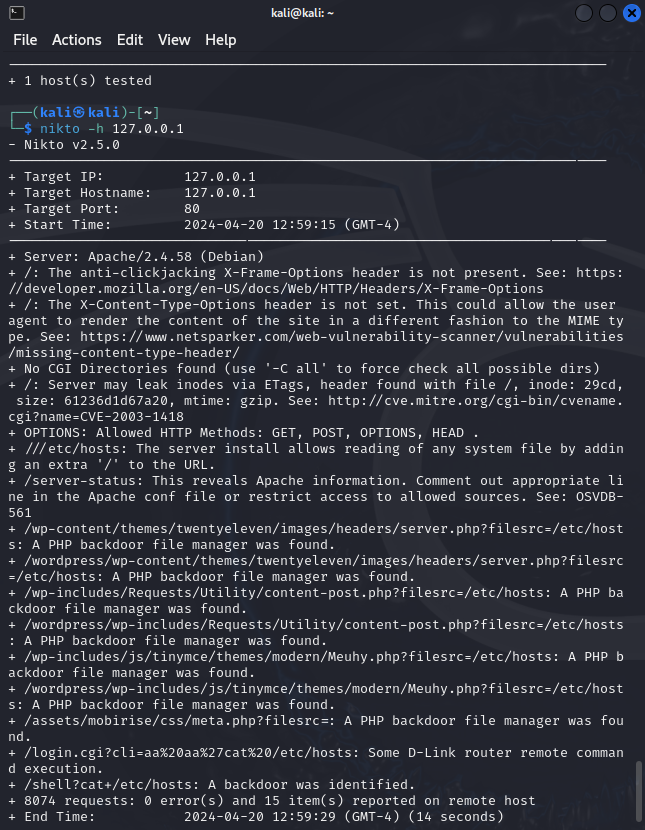 kali@kali: ~
File Actions Edit View Help
+ 1 host(s) tested
┌──(kali㉿kali)-[~]
└─$ nikto -h 127.0.0.1
- Nikto v2.5.0
+ Target IP: 127.0.0.1
+ Target Hostname: 127.0.0.1
+ Target Port: 80
+ Start Time: 2024-04-20 12:59:15 (GMT-4)
+ Server: Apache/2.4.58 (Debian)
+ /: The anti-clickjacking X-Frame-Options header is not present. See: https:
//developer.mozilla.org/en-US/docs/Web/HTTP/Headers/X-Frame-Options
+ /: The X-Content-Type-Options header is not set. This could allow the user
agent to render the content of the site in a different fashion to the MIME ty
pe. See: https://www.netsparker.com/web-vulnerability-scanner/vulnerabilities
/missing-content-type-header/
+ No CGI Directories found (use '-C all' to force check all possible dirs)
+ /: Server may leak inodes via ETags, header found with file /, inode: 29cd,
size: 61236d1d67a20, mtime: gzip. See: http://cve.mitre.org/cgi-bin/cvename.
cgi?name=CVE-2003-1418
+ OPTIONS: Allowed HTTP Methods: GET, POST, OPTIONS, HEAD .
+ ///etc/hosts: The server install allows reading of any system file by addin
g an extra '/' to the URL.
+ /server-status: This reveals Apache information. Comment out appropriate li
ne in the Apache conf file or restrict access to allowed sources. See: OSVDB-
561
+ /wp-content/themes/twentyeleven/images/headers/server.php?filesrc=/etc/host
s: A PHP backdoor file manager was found.
+ /wordpress/wp-content/themes/twentyeleven/images/headers/server.php?filesrc
=/etc/hosts: A PHP backdoor file manager was found.
+ /wp-includes/Requests/Utility/content-post.php?filesrc=/etc/hosts: A PHP ba
ckdoor file manager was found.
+ /wordpress/wp-includes/Requests/Utility/content-post.php?filesrc=/etc/hosts
: A PHP backdoor file manager was found.
+ /wp-includes/js/tinymce/themes/modern/Meuhy.php?filesrc=/etc/hosts: A PHP b
ackdoor file manager was found.
+ /wordpress/wp-includes/js/tinymce/themes/modern/Meuhy.php?filesrc=/etc/host
s: A PHP backdoor file manager was found.
+ /assets/mobirise/css/meta.php?filesrc=: A PHP backdoor file manager was fou
nd.
+ /login.cgi?cli=aa%20aa%27cat%20/etc/hosts: Some D-Link router remote comman
d execution.
+ /shell?cat+/etc/hosts: A backdoor was identified.
+ 8074 requests: 0 error(s) and 15 item(s) reported on remote host
+ End Time: 2024-04-20 12:59:29 (GMT-4) (14 seconds)